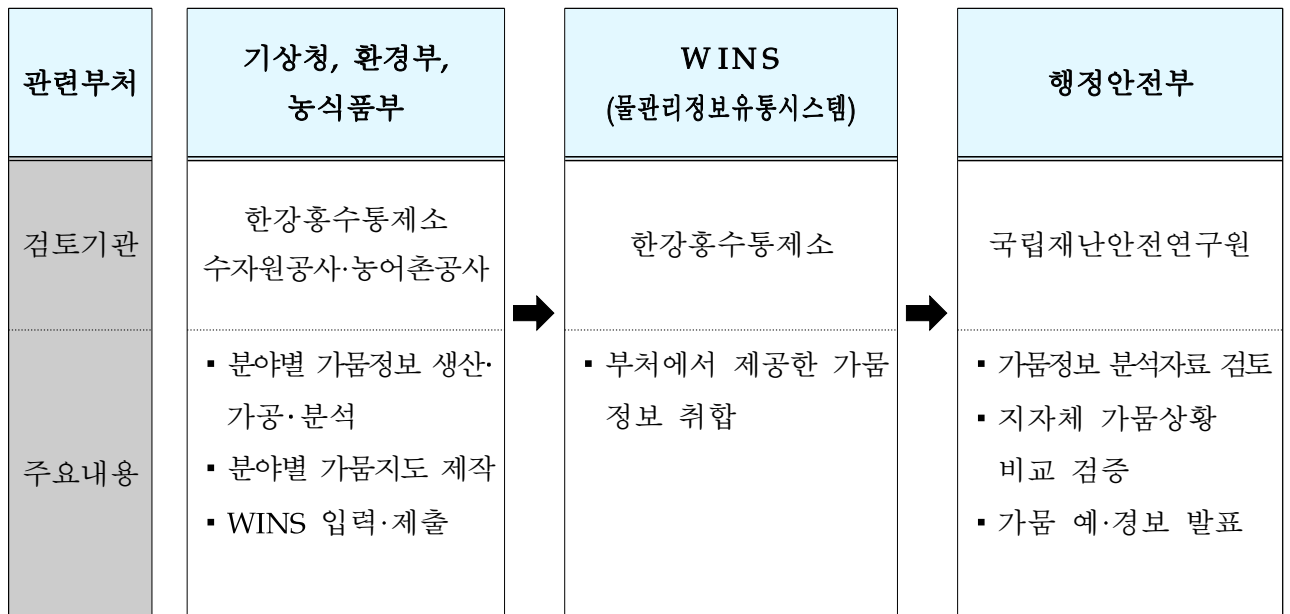 관련부처
기상청, 환경부,
농식품부
WINS
(물관리정보유통시스템)
행정안전부
검토기관
한강홍수통제소
수자원공사·농어촌공사
한강홍수통제소
국립재난안전연구원
주요내용
▪ 분야별 가뭄정보 생산·
가공·분석
▪ 분야별 가뭄지도 제작
▪ WINS 입력·제출
▪ 부처에서 제공한 가뭄
정보 취합
▪ 가뭄정보 분석자료 검토
▪ 지자체 가뭄상황
비교 검증
▪ 가뭄 예·경보 발표